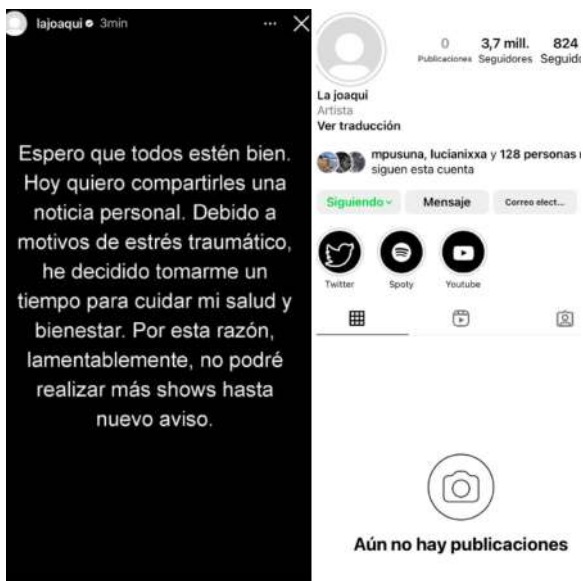 lajoaqui 3min
Espero que todos estén bien.
Hoy quiero compartirles una
noticia personal. Debido a
motivos de estrés traumático,
he decidido tomarme un
tiempo para cuidar mi salud y
bienestar. Por esta razón,
lamentablemente, no podré
realizar más shows hasta
nuevo aviso.
0 3,7 mill. 824
Publicaciones Seguidores Seguido
La joaqui
Artista
Ver traducción
mpusuna, lucianixxa y 128 personas
siguen esta cuenta
Siguiendo Mensaje Correo elect...
Twitter Spoty Youtube
Aún no hay publicaciones